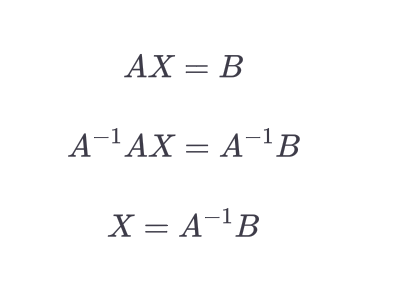 AX = B
A⁻¹AX = A⁻¹B
X = A⁻¹B